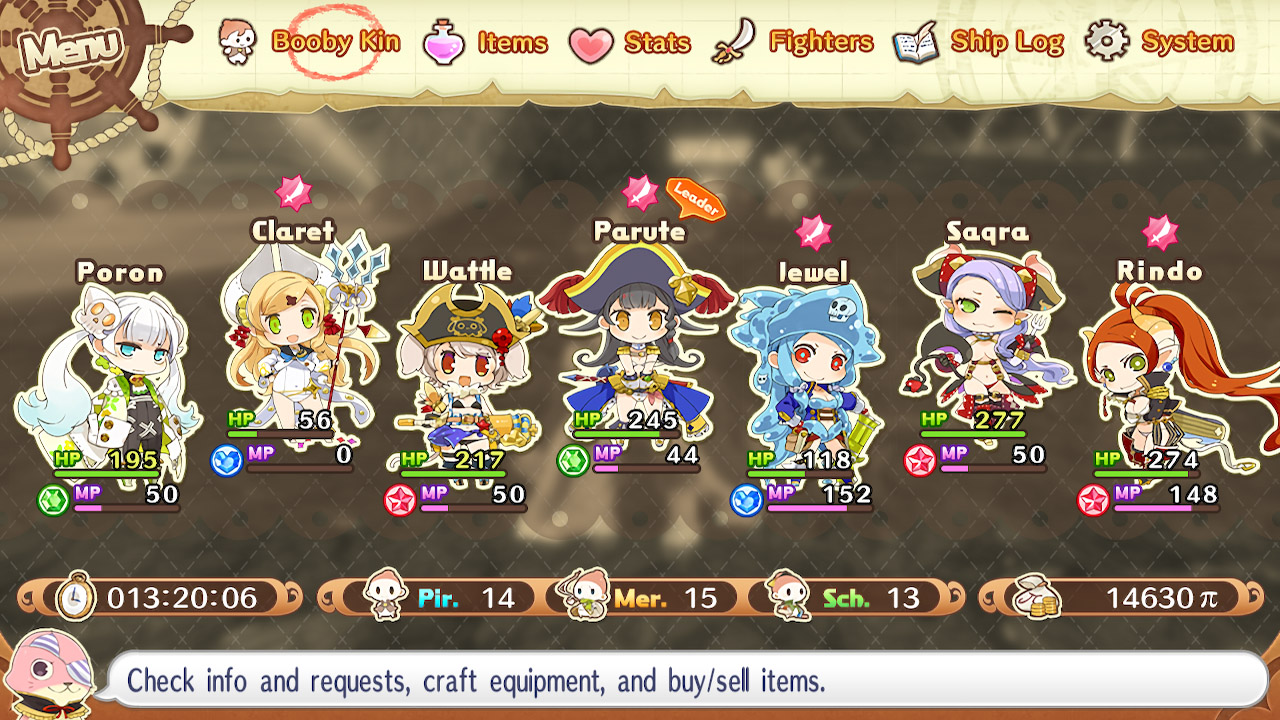 Menu
Booby Kin
Items
Stats
Fighters
Ship Log
System
Poron
HP 195
MP 50
Claret
HP 56
MP 0
Wattle
HP 217
MP 50
Leader
Parute
HP 245
MP 44
Jewel
HP 118
MP 152
Saqra
HP 277
MP 50
Rindo
HP 274
MP 148
013:20:06
Pir. 14
Mer. 15
Sch. 13
14630 π
Check info and requests, craft equipment, and buy/sell items.